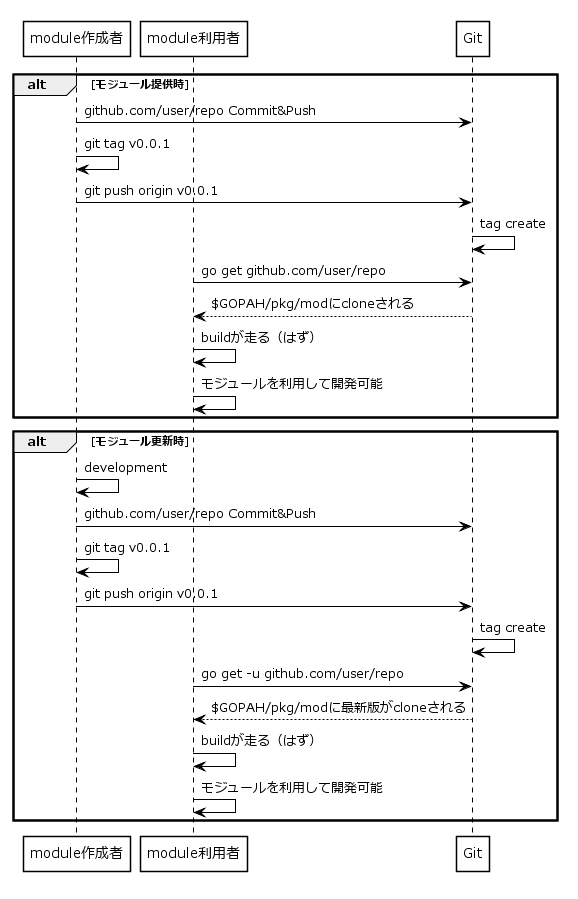 module作成者 module利用者 Git
alt [モジュール提供時]
github.com/user/repo Commit&Push
git tag v0.0.1
git push origin v0.0.1
tag create
go get github.com/user/repo
$GOPAH/pkg/modにcloneされる
buildが走る（はず）
モジュールを利用して開発可能
alt [モジュール更新時]
development
github.com/user/repo Commit&Push
git tag v0.0.1
git push origin v0.0.1
tag create
go get -u github.com/user/repo
$GOPAH/pkg/modに最新版がcloneされる
buildが走る（はず）
モジュールを利用して開発可能
module作成者 module利用者 Git